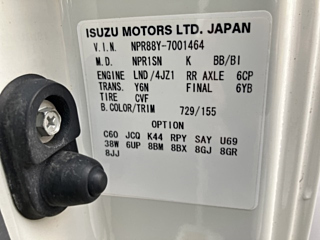 ISUZU MOTORS LTD. JAPAN
V.I.N. NPR88Y-7001464
M.D. NPR1SN K BB/BI
ENGINE LND/4JZ1 RR AXLE 6CP
TRANS. Y6N FINAL 6YB
TIRE CVF
B.COLOR/TRIM 729/155
OPTION
C60 JCQ K44 RPY SAY U69
38W 6UP 8BM 8BX 8GJ 8GR
8JJ